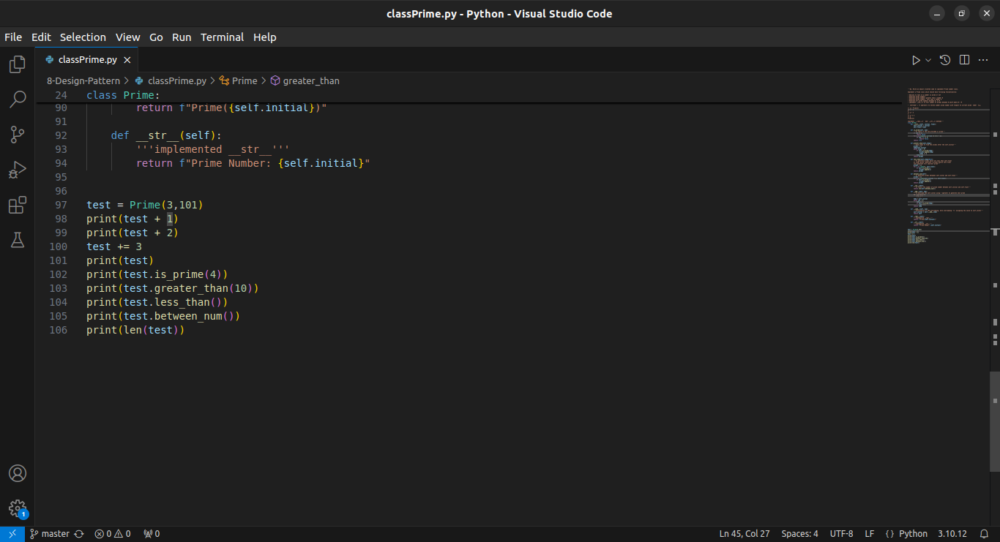 classPrime.py - Python - Visual Studio Code
File Edit Selection View Go Run Terminal Help
classPrime.py
8-Design-Pattern > classPrime.py > Prime > greater_than
24 class Prime:
90 return f"Prime({self.initial})"
91
92 def __str__(self):
93 '''implemented __str__'''
94 return f"Prime Number: {self.initial}"
95
96
97 test = Prime(3,101)
98 print(test + 1)
99 print(test + 2)
100 test += 3
101 print(test)
102 print(test.is_prime(4))
103 print(test.greater_than(10))
104 print(test.less_than())
105 print(test.between_num())
106 print(len(test))
1
master 0 0 0 Ln 45, Col 27 Spaces: 4 UTF-8 LF {} Python 3.10.12